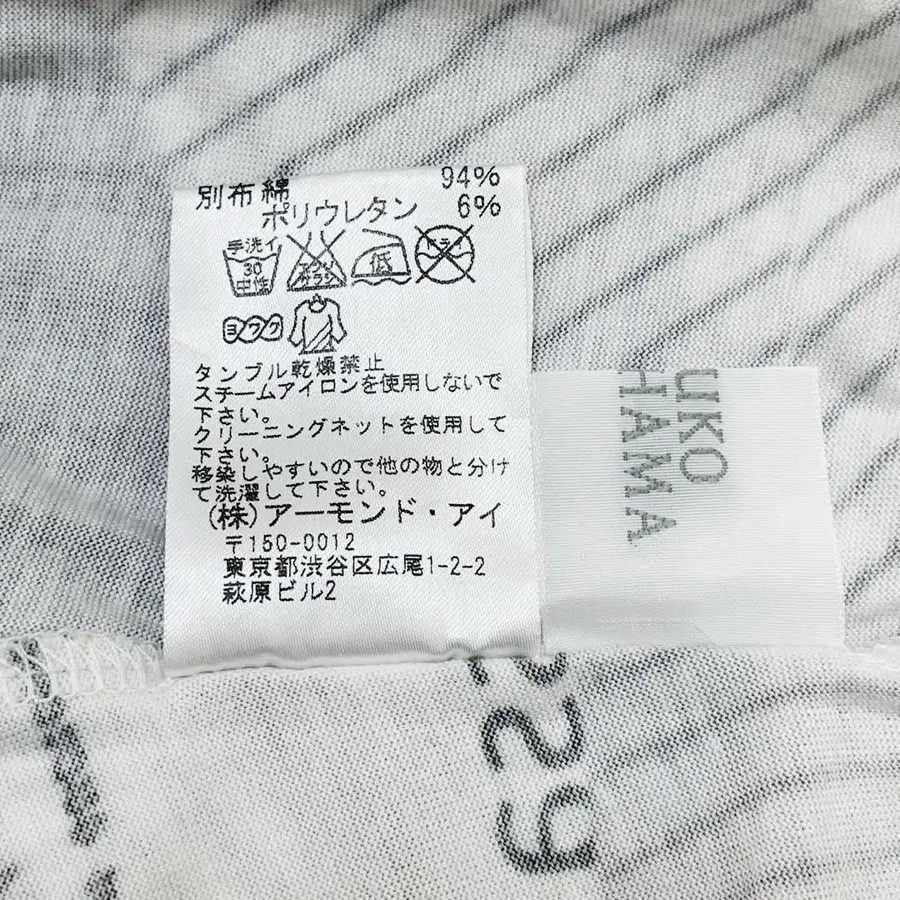 別布綿 94%
ポリウレタン 6%
手洗イ
30
中性
エンソ
サラシ
低
ドライ
ヨワク
タンブル乾燥禁止
スチームアイロンを使用しないで
下さい。
クリーニングネットを使用して
下さい。
移染しやすいので他の物と分け
て洗濯して下さい。
(株)アーモンド・アイ
〒150-0012
東京都渋谷区広尾1-2-2
萩原ビル2
UKO
HAMA
229